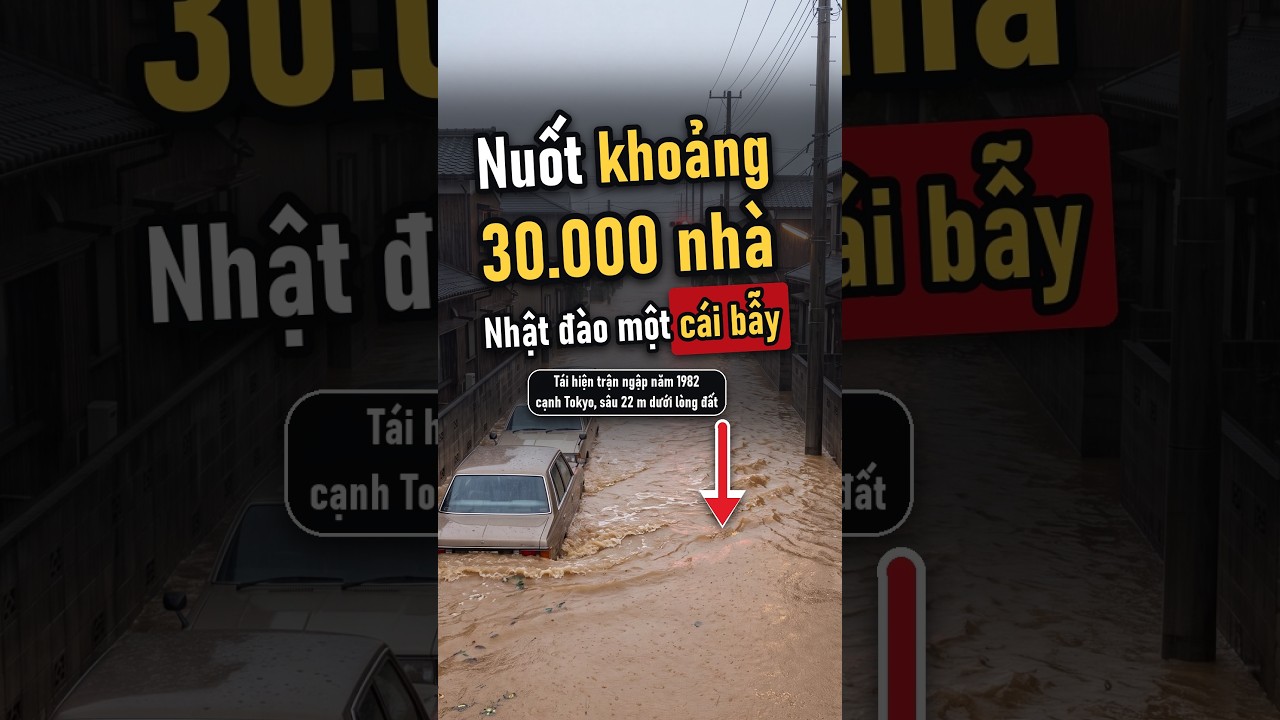 Nuốt khoảng
30.000 nhà
Nhật đào một cái bẫy
Tái hiện trận ngập năm 1982
cạnh Tokyo, sâu 22 m dưới lòng đất